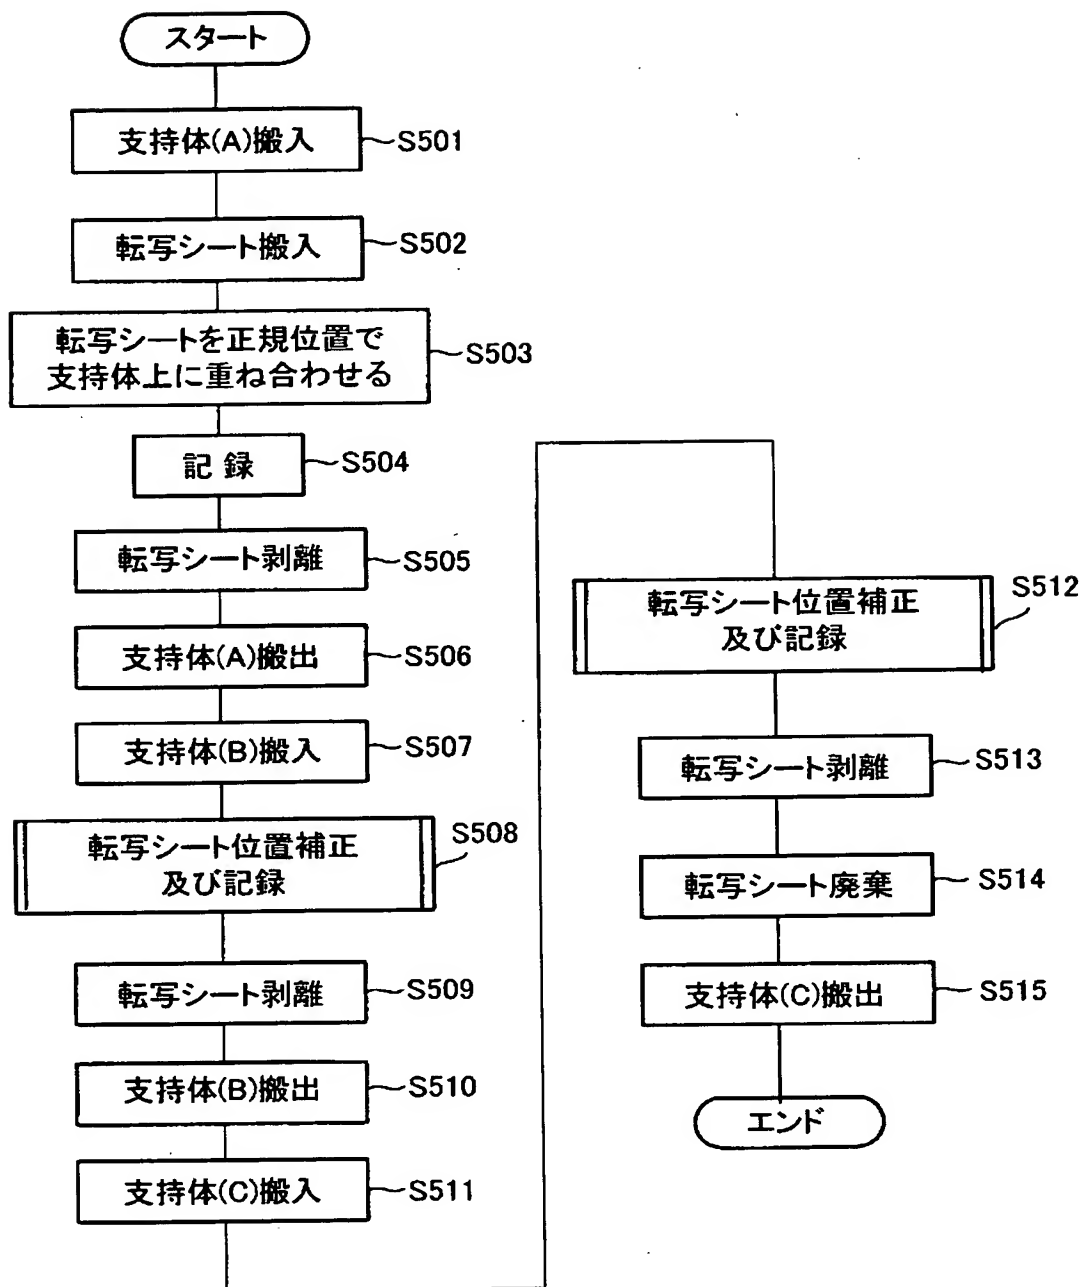 スタート
支持体(A)搬入
S501
転写シート搬入
S502
転写シートを正規位置で
支持体上に重ね合わせる
S503
記 録
S504
転写シート剥離
S505
支持体(A)搬出
S506
支持体(B)搬入
S507
転写シート位置補正
及び記録
S508
転写シート剥離
S509
支持体(B)搬出
S510
支持体(C)搬入
S511
転写シート位置補正
及び記録
S512
転写シート剥離
S513
転写シート廃棄
S514
支持体(C)搬出
S515
エンド